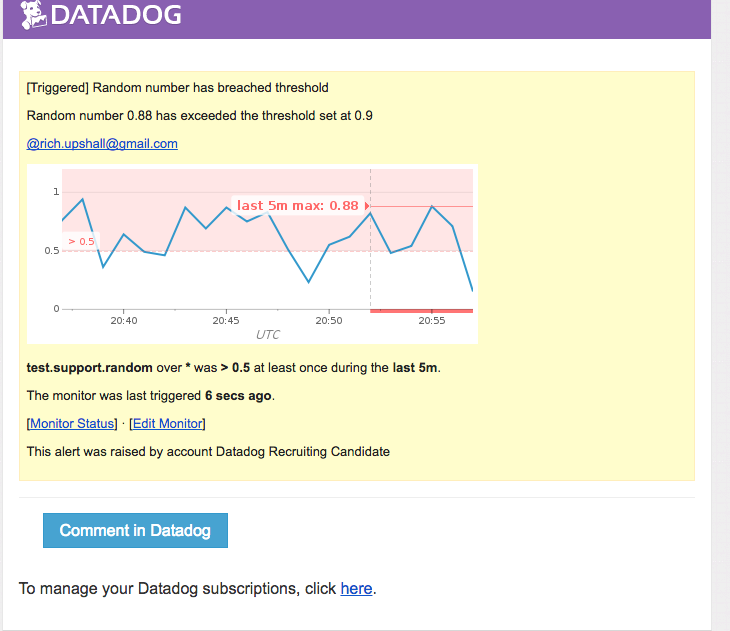 DATADOG
[Triggered] Random number has breached threshold
Random number 0.88 has exceeded the threshold set at 0.9
@rich.upshall@gmail.com
1
last 5m max: 0.88
> 0.5
0.5
0
20:40 20:45 20:50 20:55
UTC
test.support.random over * was > 0.5 at least once during the last 5m.
The monitor was last triggered 6 secs ago.
[Monitor Status] · [Edit Monitor]
This alert was raised by account Datadog Recruiting Candidate
Comment in Datadog
To manage your Datadog subscriptions, click here.